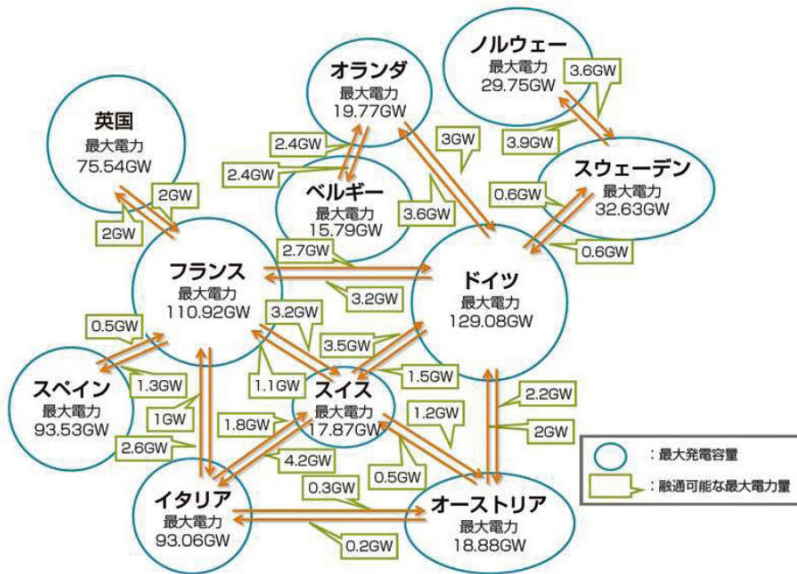 ノルウェー
最大電力
29.75GW
3.6GW
オランダ
最大電力
19.77GW
英国
最大電力
75.54GW
2.4GW
3GW
3.9GW
2.4GW
スウェーデン
最大電力
32.63GW
ベルギー
最大電力
15.79GW
0.6GW
2GW
3.6GW
2GW
2.7GW
0.6GW
フランス
最大電力
110.92GW
ドイツ
最大電力
129.08GW
3.2GW
3.2GW
0.5GW
3.5GW
スペイン
最大電力
93.53GW
1.3GW
1.1GW
1.5GW
スイス
最大電力
17.87GW
2.2GW
1GW
1.8GW
1.2GW
2GW
2.6GW
4.2GW
0.5GW
0.3GW
イタリア
最大電力
93.06GW
オーストリア
最大電力
18.88GW
0.2GW
：最大発電容量
：融通可能な最大電力量